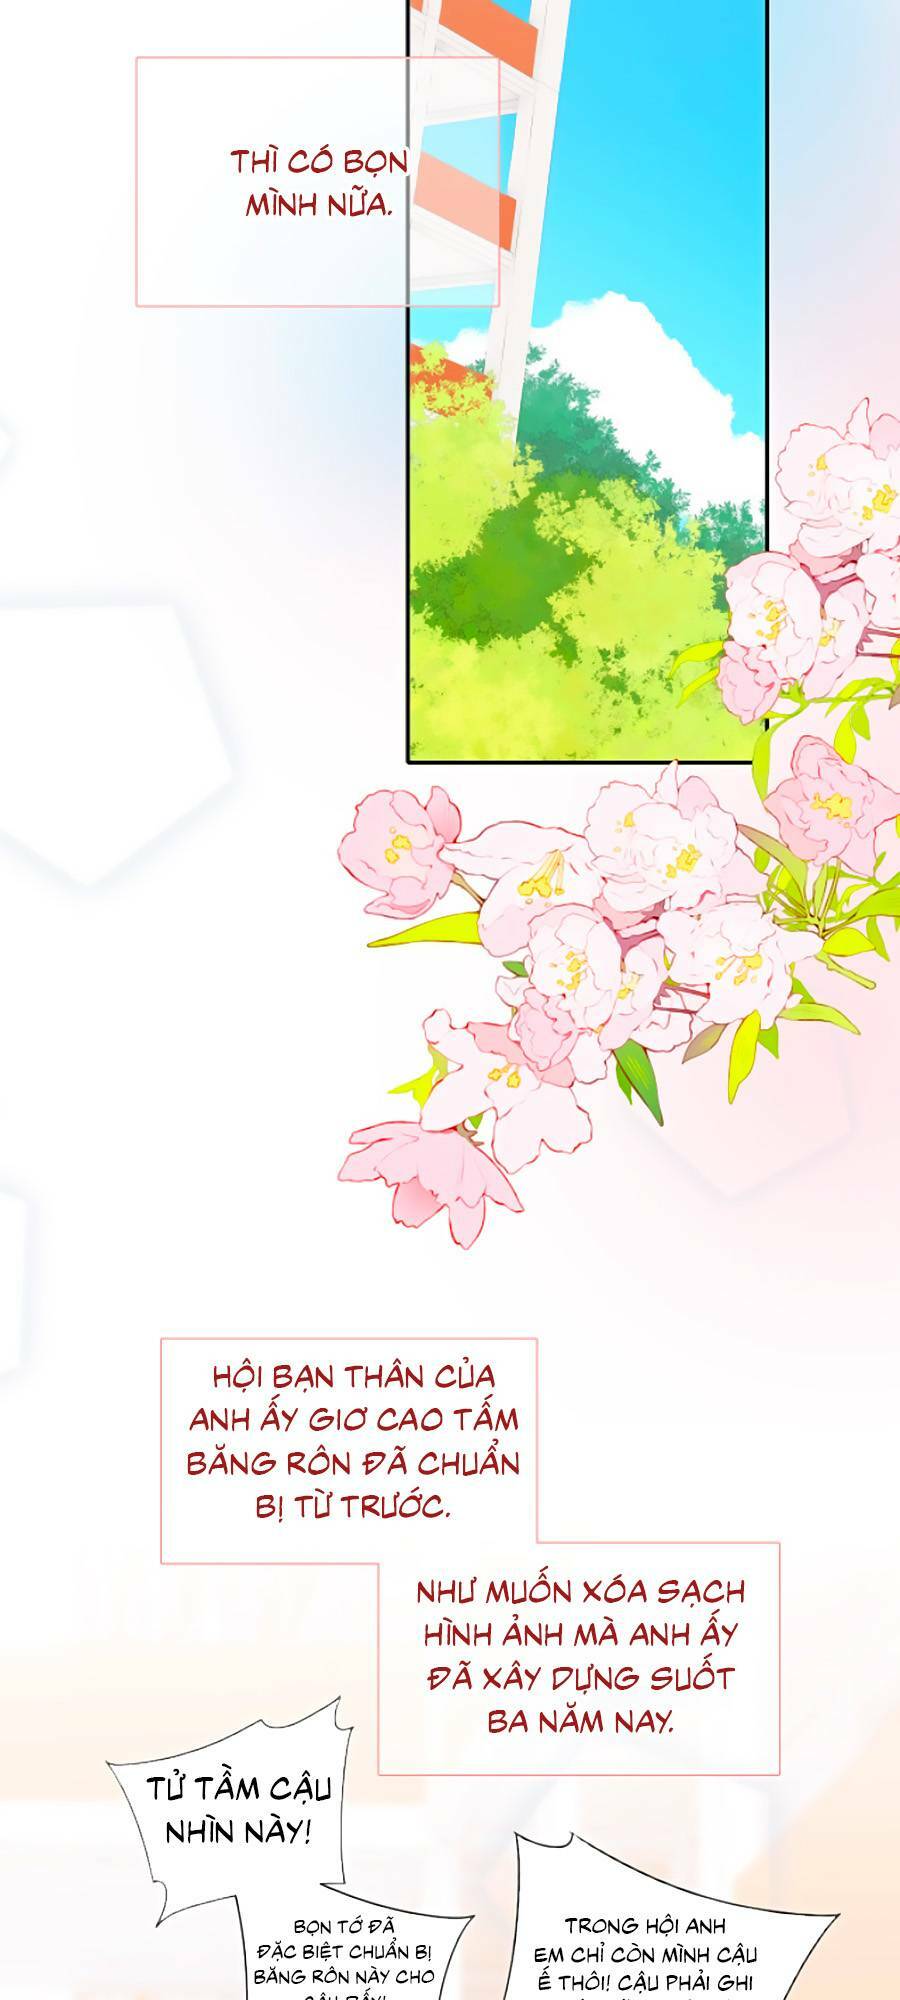 THÌ CÓ BỌN
MÌNH NỮA.
HỘI BẠN THÂN CỦA
ANH ẤY GIƠ CAO TẤM
BĂNG RÔN ĐÃ CHUẨN
BỊ TỪ TRƯỚC.
NHƯ MUỐN XÓA SẠCH
HÌNH ẢNH MÀ ANH ẤY
ĐÃ XÂY DỰNG SUỐT
BA NĂM NAY.
TỬ TẦM CẬU
NHÌN NÀY!
BỌN TỚ ĐÃ
ĐẶC BIỆT CHUẨN BỊ
BĂNG RÔN NÀY CHO
CẬU ĐẤY!
TRONG HỘI ANH
EM CHỈ CÒN MÌNH CẬU
Ế THÔI! CẬU PHẢI GHI